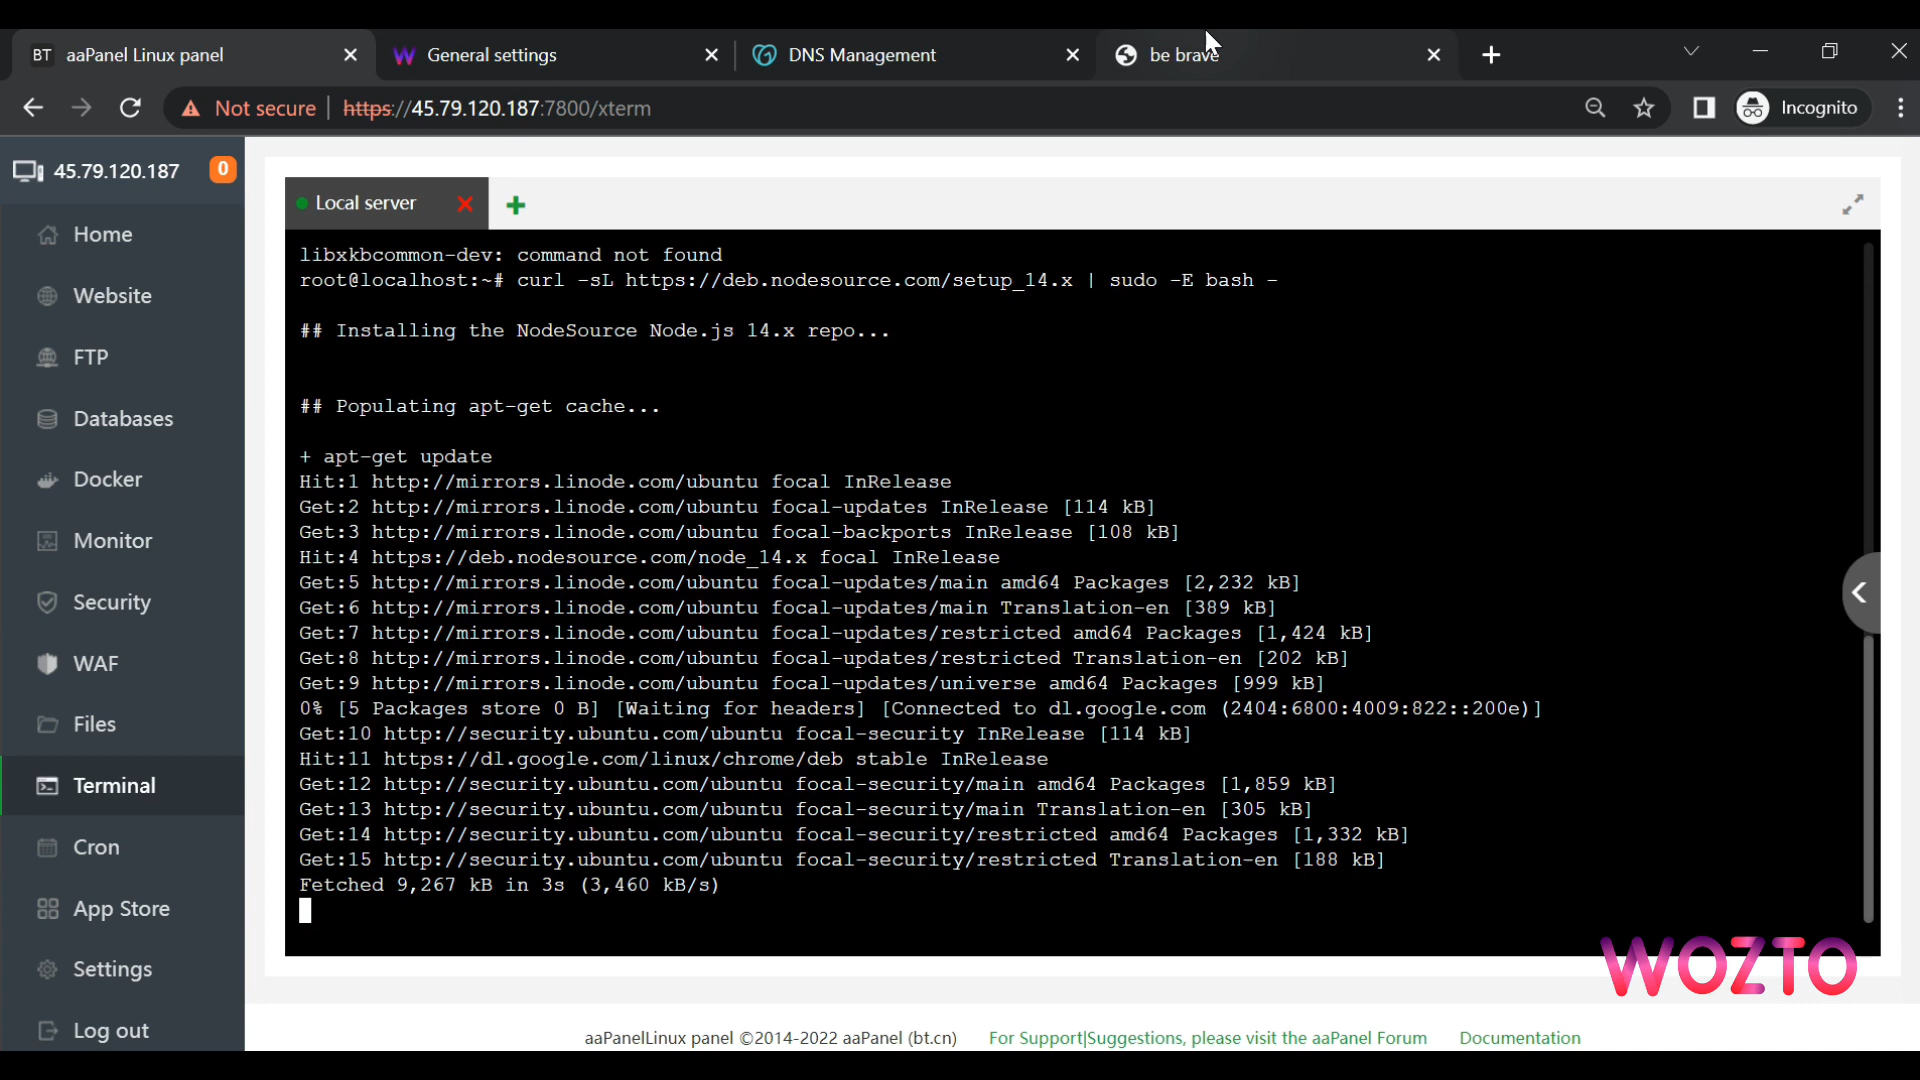 BT aaPanel Linux panel
General settings
DNS Management
be brave
Not secure https://45.79.120.187:7800/xterm
Incognito
45.79.120.187 0
Home
Website
FTP
Databases
Docker
Monitor
Security
WAF
Files
Terminal
Cron
App Store
Settings
Log out
Local server
libxkbcommon-dev: command not found
root@localhost:~# curl -sL https://deb.nodesource.com/setup_14.x | sudo -E bash -
## Installing the NodeSource Node.js 14.x repo...
## Populating apt-get cache...
+ apt-get update
Hit:1 http://mirrors.linode.com/ubuntu focal InRelease
Get:2 http://mirrors.linode.com/ubuntu focal-updates InRelease [114 kB]
Get:3 http://mirrors.linode.com/ubuntu focal-backports InRelease [108 kB]
Hit:4 https://deb.nodesource.com/node_14.x focal InRelease
Get:5 http://mirrors.linode.com/ubuntu focal-updates/main amd64 Packages [2,232 kB]
Get:6 http://mirrors.linode.com/ubuntu focal-updates/main Translation-en [389 kB]
Get:7 http://mirrors.linode.com/ubuntu focal-updates/restricted amd64 Packages [1,424 kB]
Get:8 http://mirrors.linode.com/ubuntu focal-updates/restricted Translation-en [202 kB]
Get:9 http://mirrors.linode.com/ubuntu focal-updates/universe amd64 Packages [999 kB]
0% [5 Packages store 0 B] [Waiting for headers] [Connected to dl.google.com (2404:6800:4009:822::200e)]
Get:10 http://security.ubuntu.com/ubuntu focal-security InRelease [114 kB]
Hit:11 https://dl.google.com/linux/chrome/deb stable InRelease
Get:12 http://security.ubuntu.com/ubuntu focal-security/main amd64 Packages [1,859 kB]
Get:13 http://security.ubuntu.com/ubuntu focal-security/main Translation-en [305 kB]
Get:14 http://security.ubuntu.com/ubuntu focal-security/restricted amd64 Packages [1,332 kB]
Get:15 http://security.ubuntu.com/ubuntu focal-security/restricted Translation-en [188 kB]
Fetched 9,267 kB in 3s (3,460 kB/s)
WOZTO
aaPanelLinux panel ©2014-2022 aaPanel (bt.cn) For Support|Suggestions, please visit the aaPanel Forum Documentation